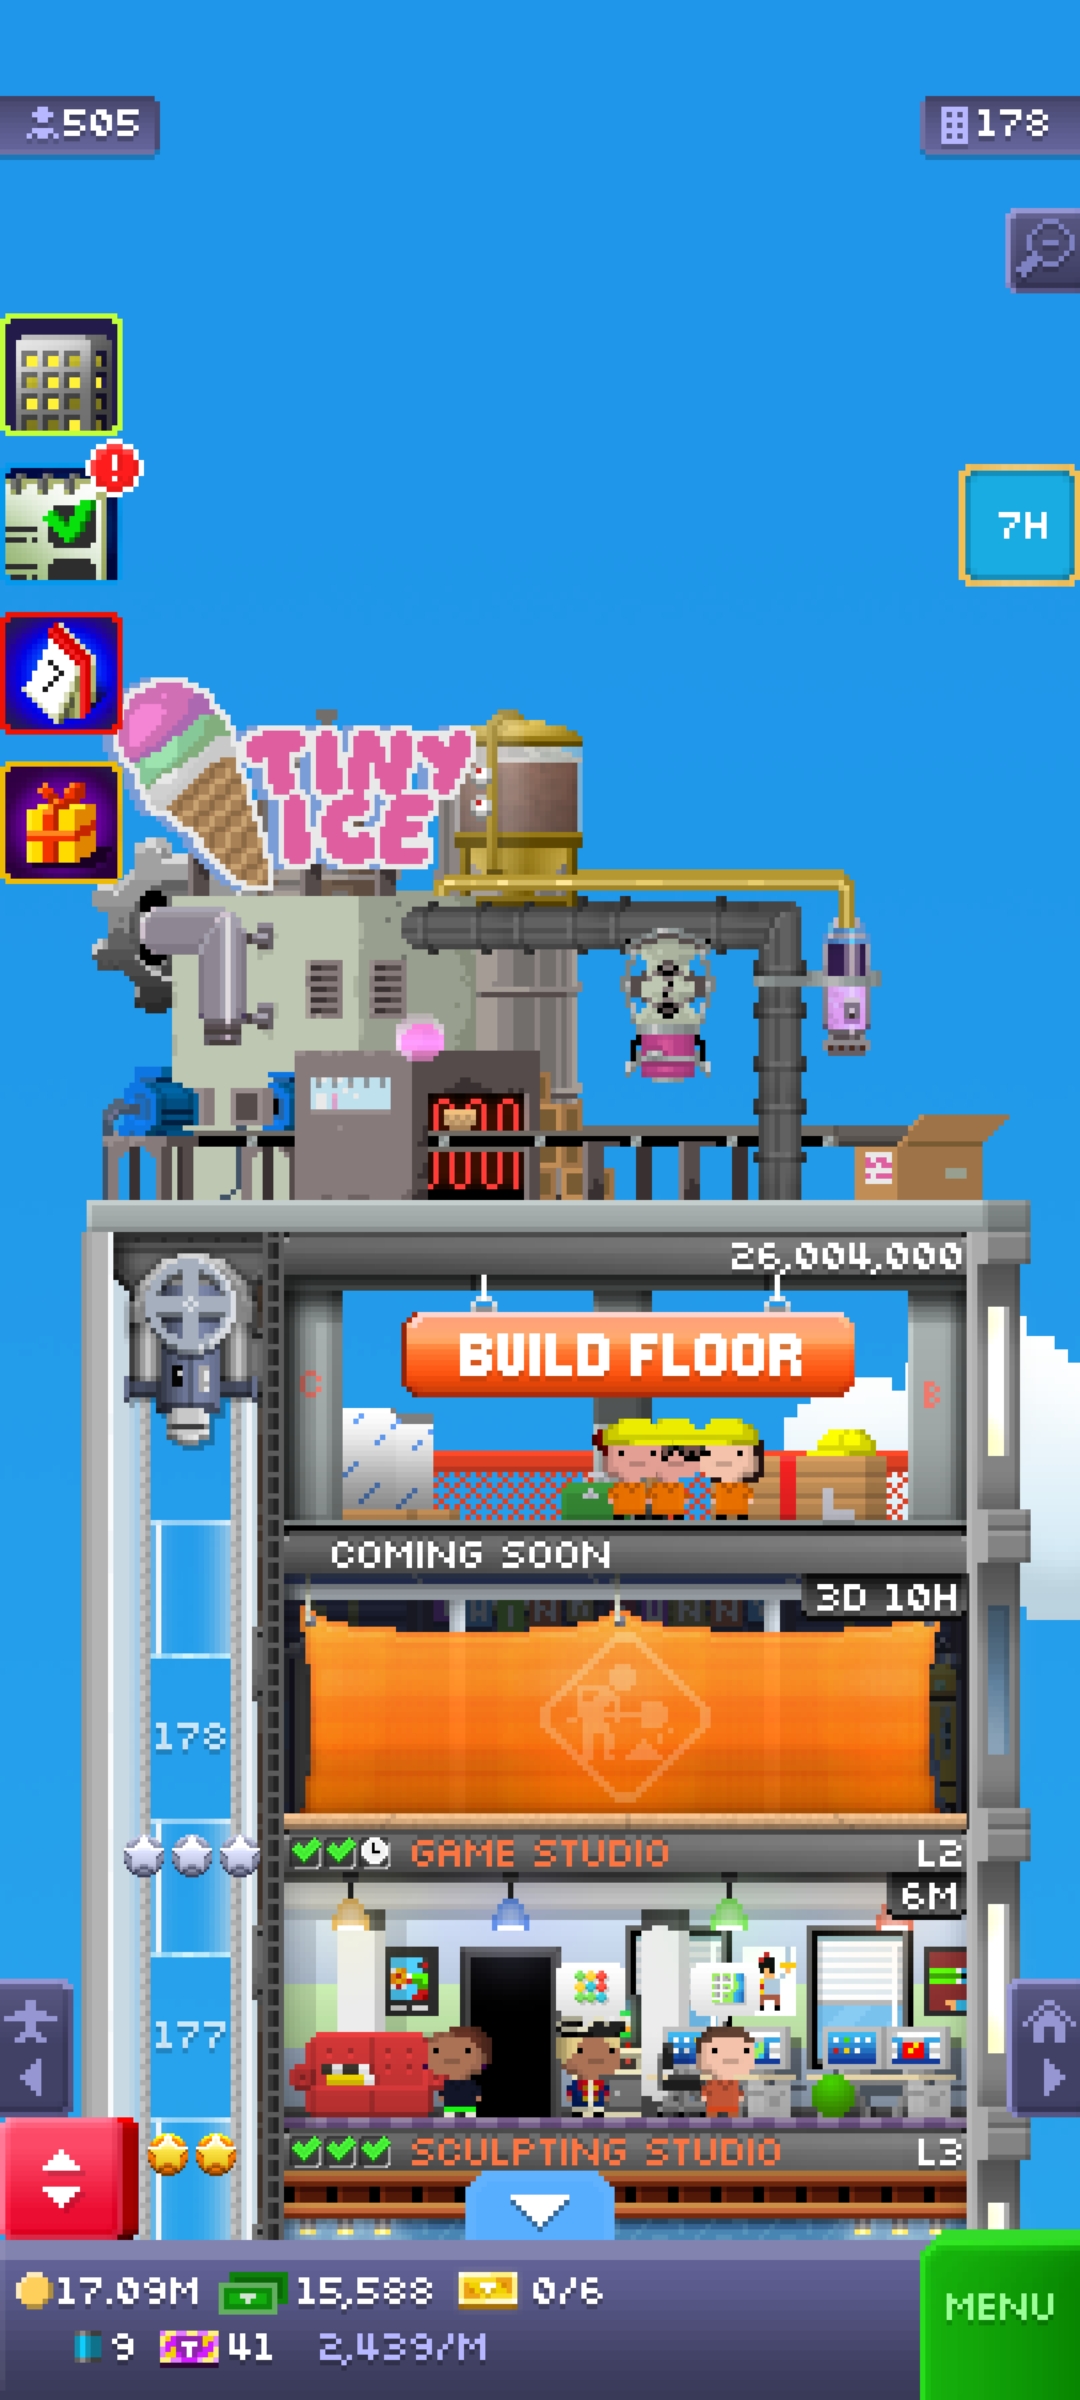 505
178
7H
7
TINY
ICE
26,004,000
BUILD FLOOR
C
B
COMING SOON
3D 10H
178
GAME STUDIO
L2
6M
177
SCULPTING STUDIO
L3
17.09M
15,588
0/6
9
T
41
2,439/M
MENU